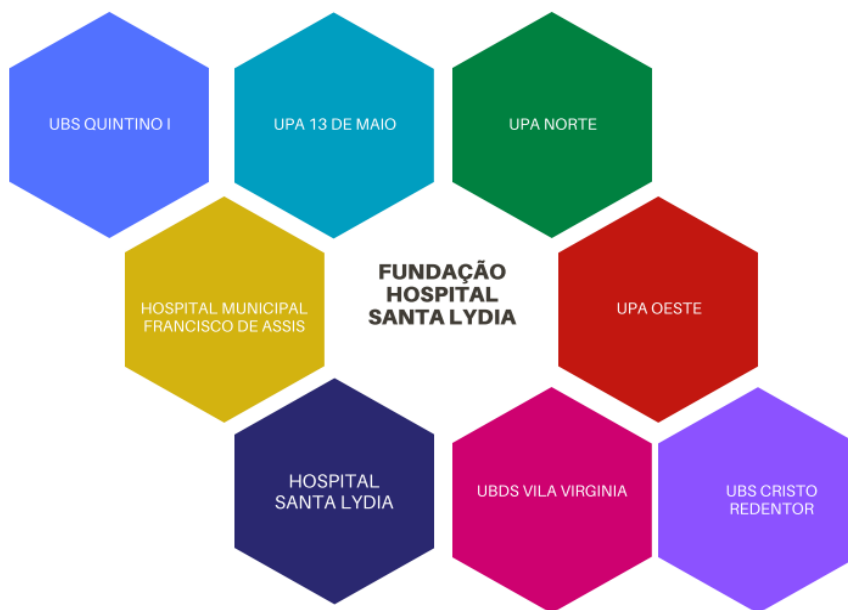 UBS QUINTINO I
UPA 13 DE MAIO
UPA NORTE
HOSPITAL MUNICIPAL
FRANCISCO DE ASSIS
FUNDAÇÃO
HOSPITAL
SANTA LYDIA
UPA OESTE
HOSPITAL
SANTA LYDIA
UBDS VILA VIRGINIA
UBS CRISTO
REDENTOR